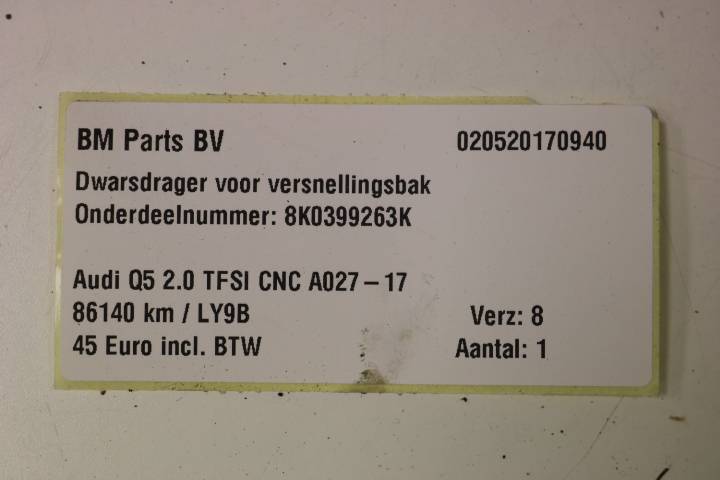 BM Parts BV 020520170940
Dwarsdrager voor versnellingsbak
Onderdeelnummer: 8K0399263K
Audi Q5 2.0 TFSI CNC A027 – 17
86140 km / LY9B Verz: 8
45 Euro incl. BTW Aantal: 1